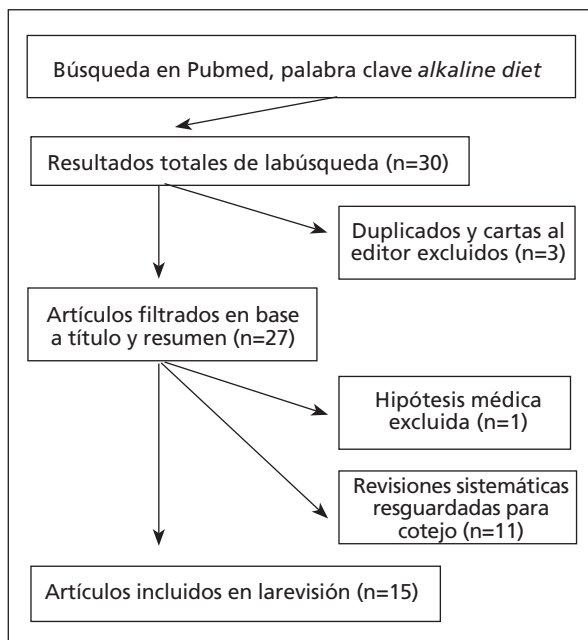 Búsqueda en Pubmed, palabra clave alkaline diet
Resultados totales de labúsqueda (n=30)
Duplicados y cartas al
editor excluidos (n=3)
Artículos filtrados en base
a título y resumen (n=27)
Hipótesis médica
excluida (n=1)
Revisiones sistemáticas
resguardadas para
cotejo (n=11)
Artículos incluidos en larevisión (n=15)